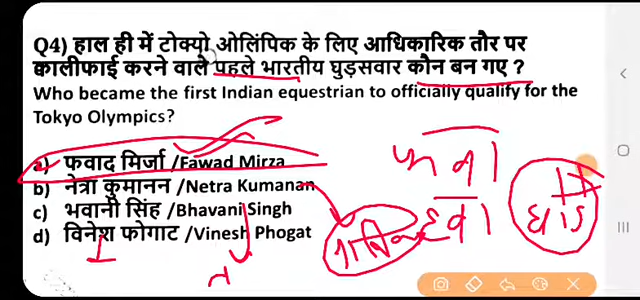 Q4) हाल ही में टोक्यो ओलिंपिक के लिए आधिकारिक तौर पर
क्वालीफाई करने वाले पहले भारतीय घुड़सवार कौन बन गए ?
Who became the first Indian equestrian to officially qualify for the
Tokyo Olympics?
a) फवाद मिर्जा /Fawad Mirza
b) नेत्रा कुमानन /Netra Kumanan
c) भवानी सिंह /Bhavani Singh
d) विनेश फोगाट /Vinesh Phogat
हवा